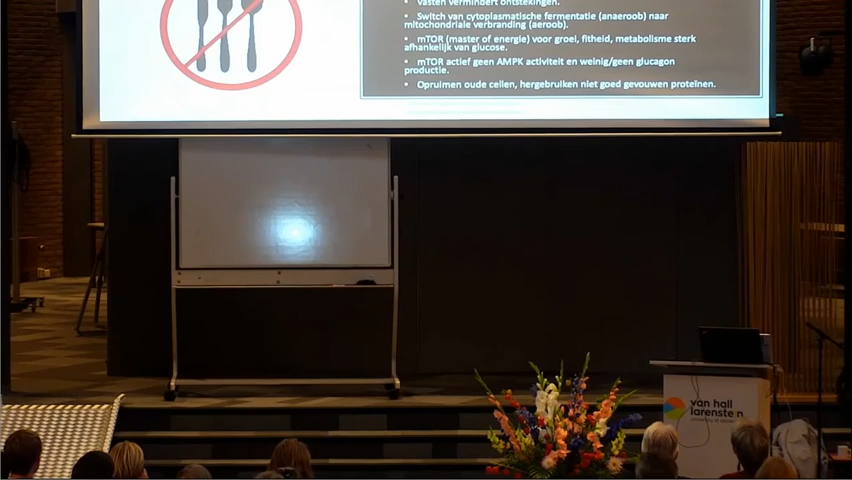 vasten vermindert ontstekingen.
Switch van cytoplasmatische fermentatie (anaeroob) naar
mitochondriale verbranding (aeroob).
mTOR (master of energie) voor groei, fitheid, metabolisme sterk
afhankelijk van glucose.
mTOR actief geen AMPK activiteit en weinig/geen glucagon
productie.
Opruimen oude cellen, hergebruiken niet goed gevouwen proteïnen.
van hall
larenstein
university of